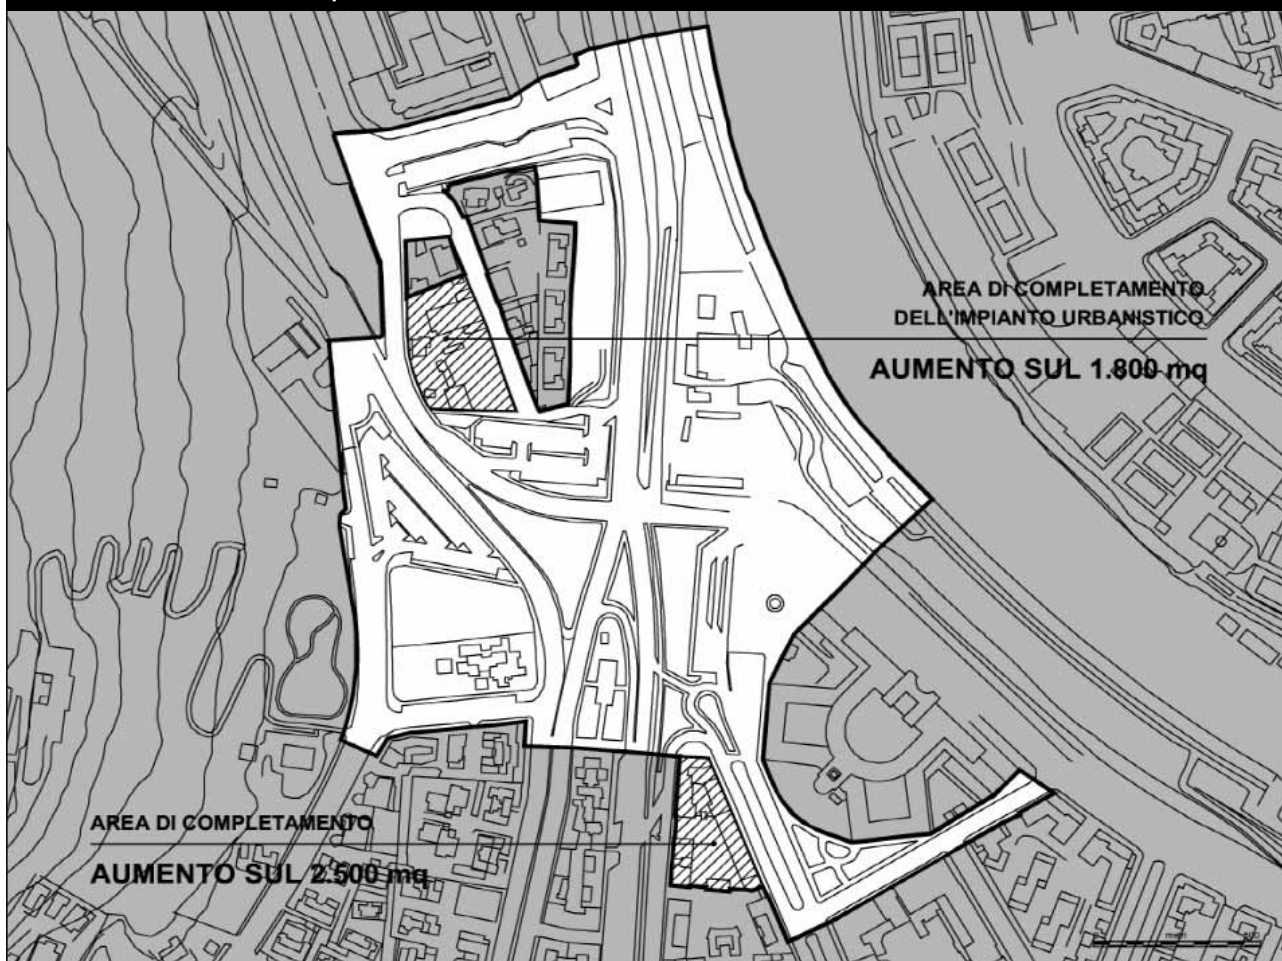 AREA DI COMPLETAMENTO
DELL'IMPIANTO URBANISTICO
AUMENTO SUL 1.800 mq
AREA DI COMPLETAMENTO
AUMENTO SUL 2.500 mq
metri